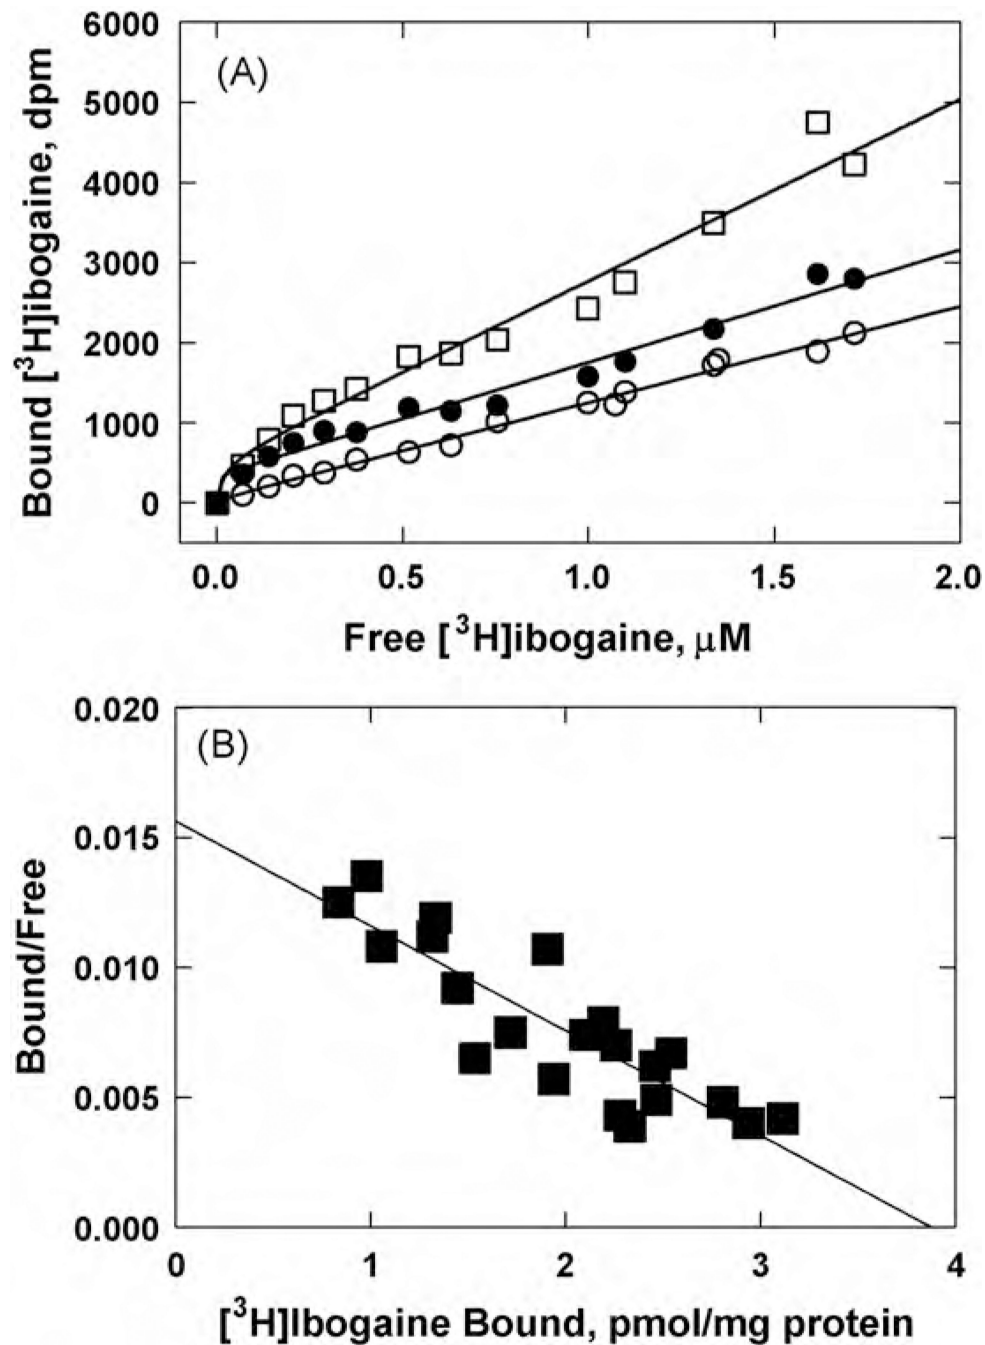 (A)
6000
5000
4000
3000
2000
1000
0
Bound [³H]ibogaine, dpm
0.0 0.5 1.0 1.5 2.0
Free [³H]ibogaine, μM
(B)
0.020
0.015
0.010
0.005
0.000
Bound/Free
0 1 2 3 4
[³H]Ibogaine Bound, pmol/mg protein